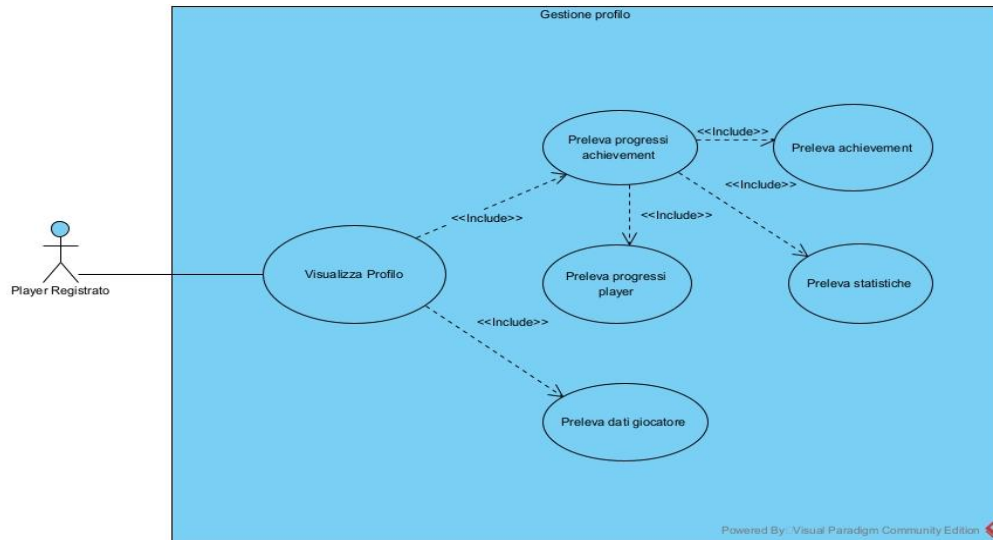 Gestione profilo
Preleva progressi
achievement
<<Include>>
Preleva achievement
<<Include>>
<<Include>>
<<Include>>
Player Registrato
Visualizza Profilo
Preleva progressi
player
Preleva statistiche
<<Include>>
Preleva dati giocatore
Powered By: Visual Paradigm Community Edition